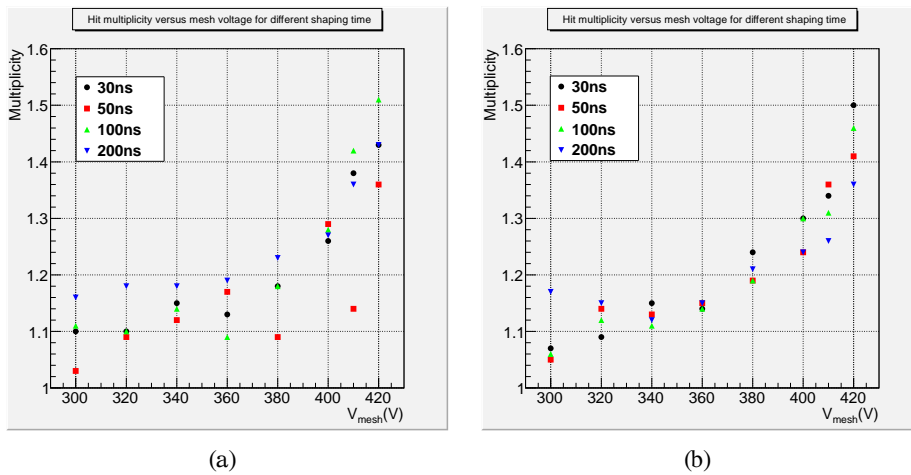 Hit multiplicity versus mesh voltage for different shaping time
Multiplicity
1.6
1.5
1.4
1.3
1.2
1.1
1
30ns
50ns
100ns
200ns
300 320 340 360 380 400 420
V_mesh(V)
(a)
Hit multiplicity versus mesh voltage for different shaping time
Multiplicity
1.6
1.5
1.4
1.3
1.2
1.1
1
30ns
50ns
100ns
200ns
300 320 340 360 380 400 420
V_mesh(V)
(b)